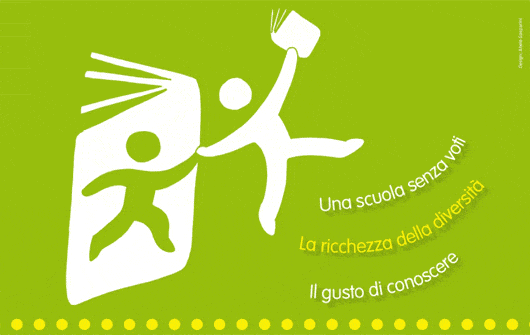 Una scuola senza voti
La ricchezza della diversità
Il gusto di conoscere